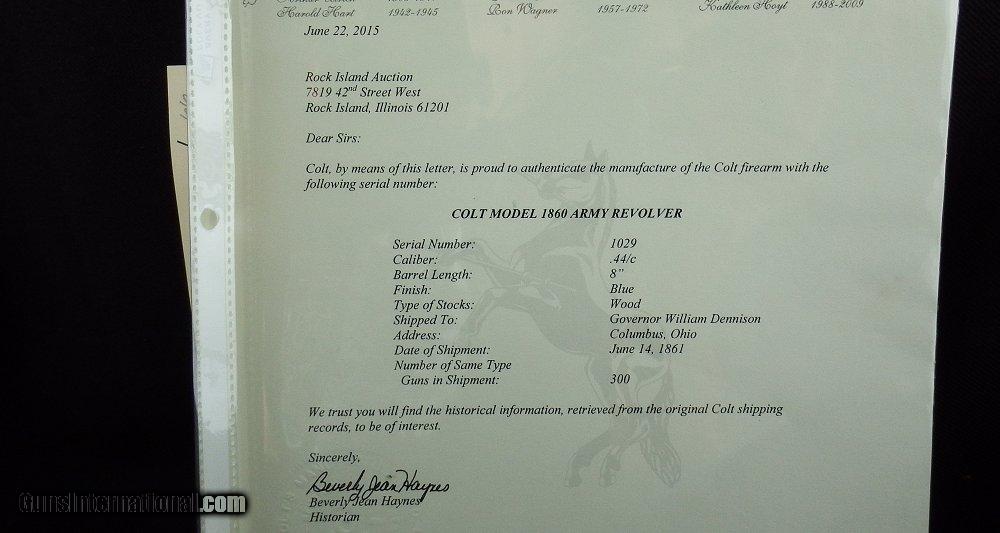 Harold Hart 1942-1945 Ron Wagner 1957-1972 Kathleen Hoyt 1988-2009
June 22, 2015
Rock Island Auction
7819 42nd Street West
Rock Island, Illinois 61201
Dear Sirs:
Colt, by means of this letter, is proud to authenticate the manufacture of the Colt firearm with the
following serial number:
COLT MODEL 1860 ARMY REVOLVER
Serial Number: 1029
Caliber: .44/c
Barrel Length: 8”
Finish: Blue
Type of Stocks: Wood
Shipped To: Governor William Dennison
Address: Columbus, Ohio
Date of Shipment: June 14, 1861
Number of Same Type
Guns in Shipment: 300
We trust you will find the historical information, retrieved from the original Colt shipping
records, to be of interest.
Sincerely,
Beverly Jean Haynes
Beverly Jean Haynes
Historian
GunsInternational.com